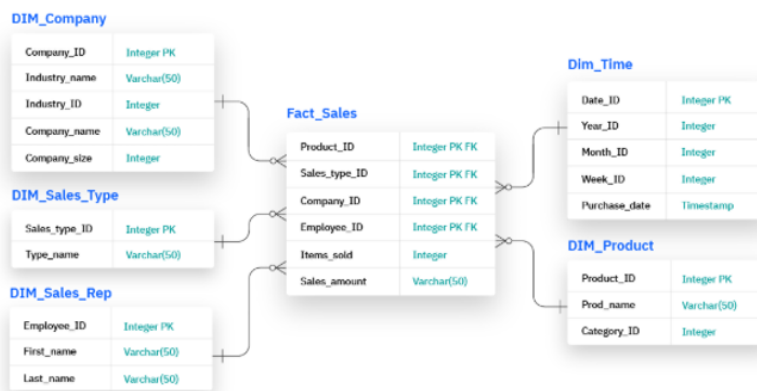 DIM_Company
Company_ID Integer PK
Industry_name Varchar(50)
Industry_ID Integer
Company_name Varchar(50)
Company_size Integer
DIM_Sales_Type
Sales_type_ID Integer PK
Type_name Varchar(50)
DIM_Sales_Rep
Employee_ID Integer PK
First_name Varchar(50)
Last_name Varchar(50)
Fact_Sales
Product_ID Integer PK FK
Sales_type_ID Integer PK FK
Company_ID Integer PK FK
Employee_ID Integer PK FK
Items_sold Integer
Sales_amount Varchar(50)
Dim_Time
Date_ID Integer PK
Year_ID Integer
Month_ID Integer
Week_ID Integer
Purchase_date Timestamp
DIM_Product
Product_ID Integer PK
Prod_name Varchar(50)
Category_ID Integer